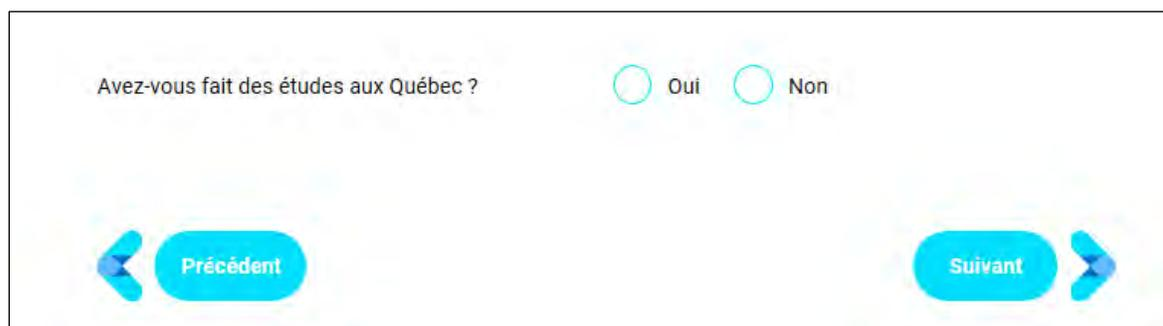 Avez-vous fait des études aux Québec ? Oui Non
Précédent Suivant